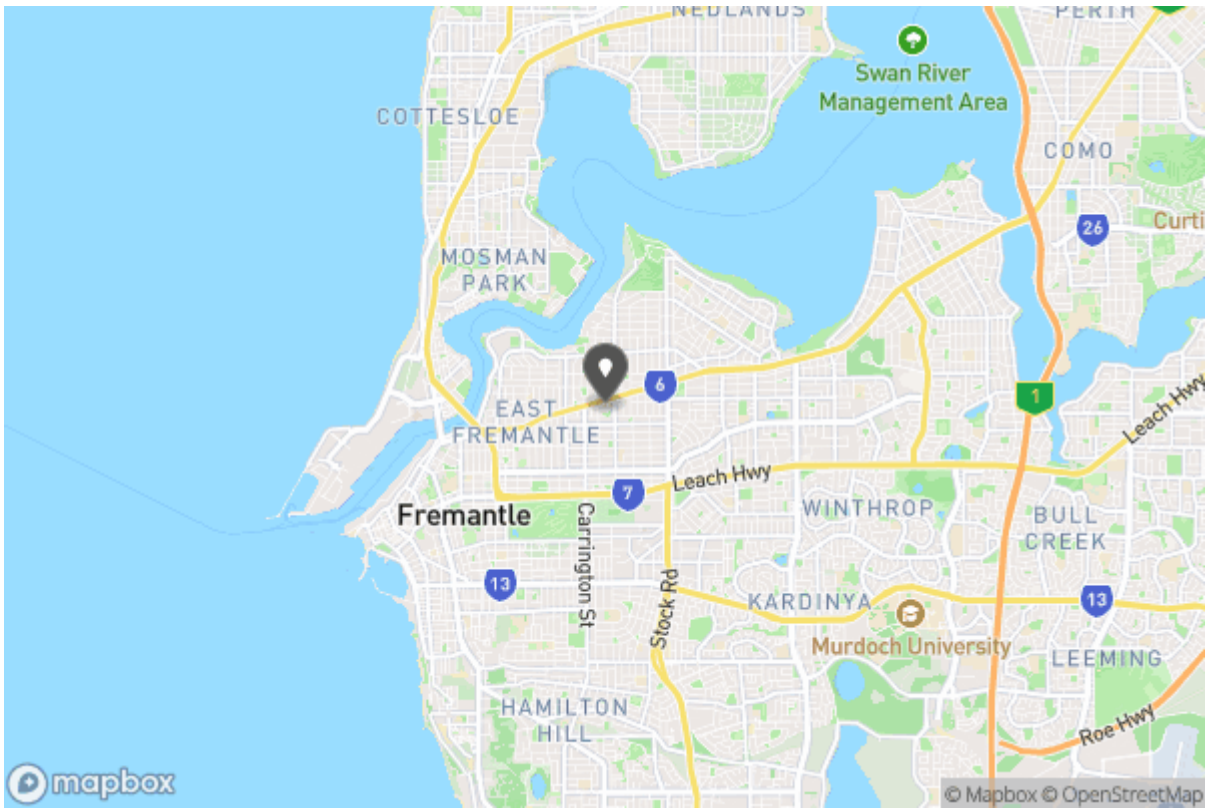 NEDLANDS
PERTH
Swan River
Management Area
COTTESLOE
COMO
26
Curti
MOSMAN
PARK
6
1
EAST
FREMANTLE
Leach Hwy
Leach Hwy
7
WINTHROP
Fremantle
Carrington St
BULL
CREEK
13
Stock Rd
KARDINYA
13
Murdoch University
LEEMING
HAMILTON
HILL
Roe Hwy
mapbox
© Mapbox © OpenStreetMap